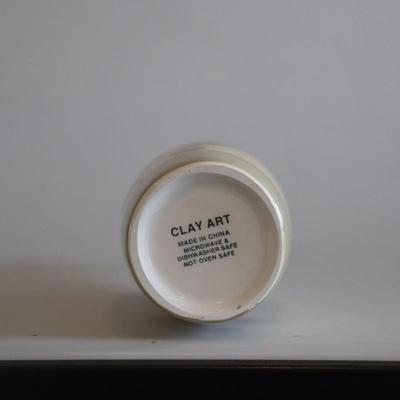 CLAY ART
MADE IN CHINA
MICROWAVE &
DISHWASHER SAFE
NOT OVEN SAFE